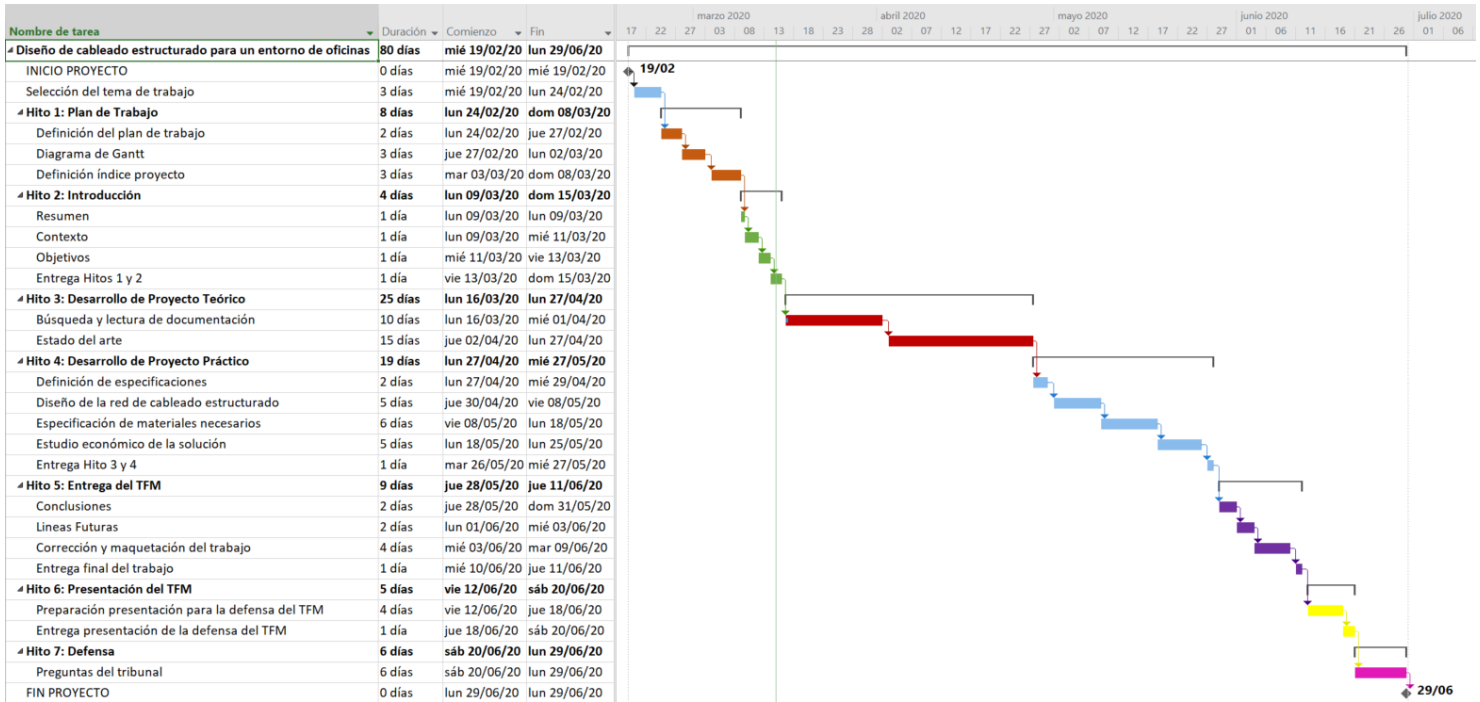 marzo 2020 abril 2020 mayo 2020 junio 2020 julio 2020
Nombre de tarea Duración Comienzo Fin 17 22 27 03 08 13 18 23 28 02 07 12 17 22 27 02 07 12 17 22 27 01 06 11 16 21 26 01 06
Diseño de cableado estructurado para un entorno de oficinas 80 días mié 19/02/20 lun 29/06/20
INICIO PROYECTO 0 días mié 19/02/20 mié 19/02/20 19/02
Selección del tema de trabajo 3 días mié 19/02/20 lun 24/02/20
Hito 1: Plan de Trabajo 8 días lun 24/02/20 dom 08/03/20
Definición del plan de trabajo 2 días lun 24/02/20 jue 27/02/20
Diagrama de Gantt 3 días jue 27/02/20 lun 02/03/20
Definición índice proyecto 3 días mar 03/03/20 dom 08/03/20
Hito 2: Introducción 4 días lun 09/03/20 dom 15/03/20
Resumen 1 día lun 09/03/20 lun 09/03/20
Contexto 1 día lun 09/03/20 mié 11/03/20
Objetivos 1 día mié 11/03/20 vie 13/03/20
Entrega Hitos 1 y 2 1 día vie 13/03/20 dom 15/03/20
Hito 3: Desarrollo de Proyecto Teórico 25 días lun 16/03/20 lun 27/04/20
Búsqueda y lectura de documentación 10 días lun 16/03/20 mié 01/04/20
Estado del arte 15 días jue 02/04/20 lun 27/04/20
Hito 4: Desarrollo de Proyecto Práctico 19 días lun 27/04/20 mié 27/05/20
Definición de especificaciones 2 días lun 27/04/20 mié 29/04/20
Diseño de la red de cableado estructurado 5 días jue 30/04/20 vie 08/05/20
Especificación de materiales necesarios 6 días vie 08/05/20 lun 18/05/20
Estudio económico de la solución 5 días lun 18/05/20 lun 25/05/20
Entrega Hito 3 y 4 1 día mar 26/05/20 mié 27/05/20
Hito 5: Entrega del TFM 9 días jue 28/05/20 jue 11/06/20
Conclusiones 2 días jue 28/05/20 dom 31/05/20
Lineas Futuras 2 días lun 01/06/20 mié 03/06/20
Corrección y maquetación del trabajo 4 días mié 03/06/20 mar 09/06/20
Entrega final del trabajo 1 día mié 10/06/20 jue 11/06/20
Hito 6: Presentación del TFM 5 días vie 12/06/20 sáb 20/06/20
Preparación presentación para la defensa del TFM 4 días vie 12/06/20 jue 18/06/20
Entrega presentación de la defensa del TFM 1 día jue 18/06/20 sáb 20/06/20
Hito 7: Defensa 6 días sáb 20/06/20 lun 29/06/20
Preguntas del tribunal 6 días sáb 20/06/20 lun 29/06/20
FIN PROYECTO 0 días lun 29/06/20 lun 29/06/20 29/06